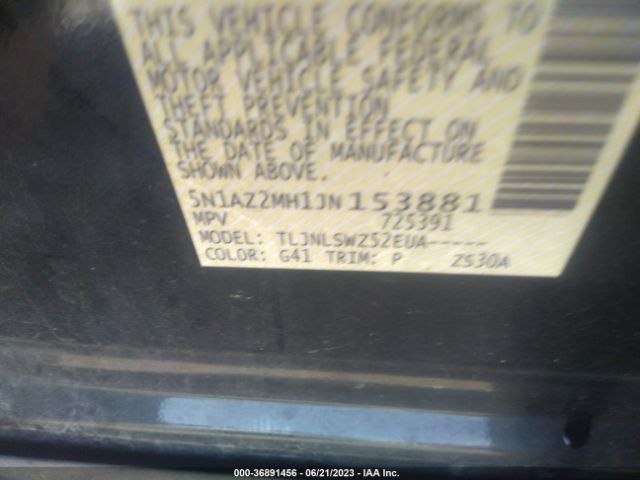 THIS VEHICLE CONFORMS TO
ALL APPLICABLE FEDERAL
MOTOR VEHICLE SAFETY AND
THEFT PREVENTION
STANDARDS IN EFFECT ON
THE DATE OF MANUFACTURE
SHOWN ABOVE.
5N1AZ2MH1JN153881
MPV 725391
MODEL: TLJNLSWZ52EUA-----
COLOR: G41 TRIM: P ZS30A
000-36891456 - 06/21/2023 - IAA Inc.